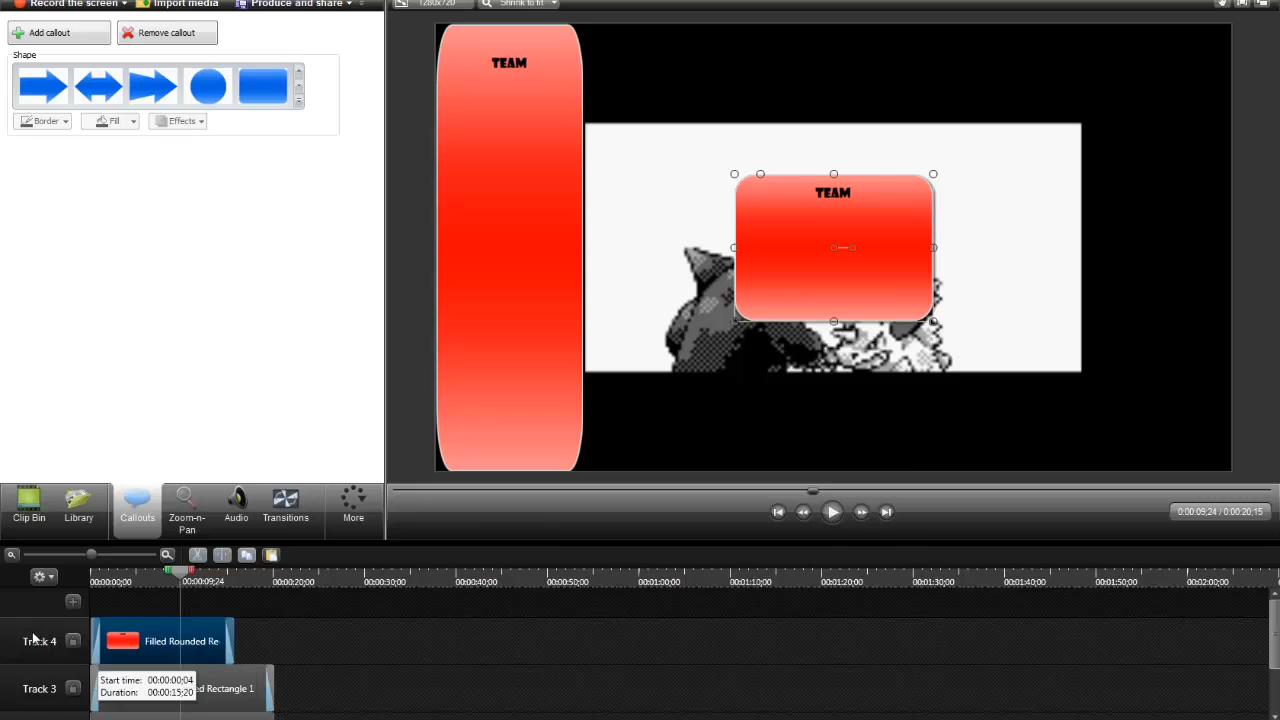 Record the screen
Import media
Produce and share
1280x720
Shrink to fit
Add callout
Remove callout
Shape
Border
Fill
Effects
TEAM
TEAM
Clip Bin
Library
Callouts
Zoom-n-
Pan
Audio
Transitions
More
0:00:09;24 / 0:00:20;15
00:00:00;00
00:00:09;24
00:00:20;00
00:00:30;00
00:00:40;00
00:00:50;00
00:01:00;00
00:01:10;00
00:01:20;00
00:01:30;00
00:01:40;00
00:01:50;00
00:02:00;00
Track 4
Filled Rounded Re
Track 3
Start time: 00:00:00;04
Duration: 00:00:15;20
ed Rectangle 1